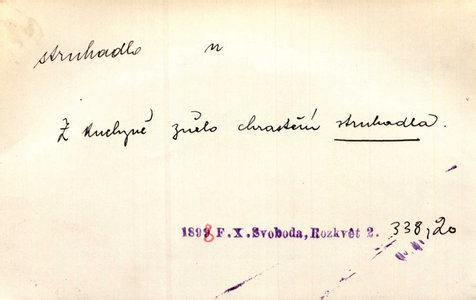 struhadlo n
Z kuchyně znělo chrastění struhadla.
1898 F.X.Svoboda, Rozkvět 2. 338,20